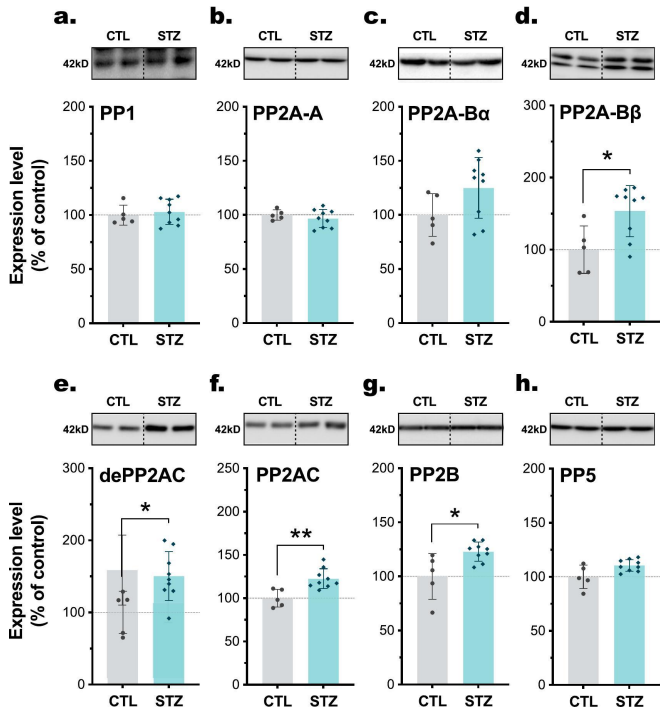 a. b. c. d.
CTL STZ CTL STZ CTL STZ CTL STZ
42kD 42kD 42kD 42kD
200 200 200 300
PP1 PP2A-A PP2A-Bα PP2A-Bβ
*
150 150 150 200
100 100 100 100
50 50 50
0 0 0 0
Expression level
(% of control)
CTL STZ CTL STZ CTL STZ CTL STZ
e. f. g. h.
CTL STZ CTL STZ CTL STZ CTL STZ
42kD 42kD 42kD 42kD
300 250 200 200
dePP2AC PP2AC PP2B PP5
* ** *
250 200 150 150
200 150 100 100
150 100 50 50
100 50
50
0 0 0 0
Expression level
(% of control)
CTL STZ CTL STZ CTL STZ CTL STZ